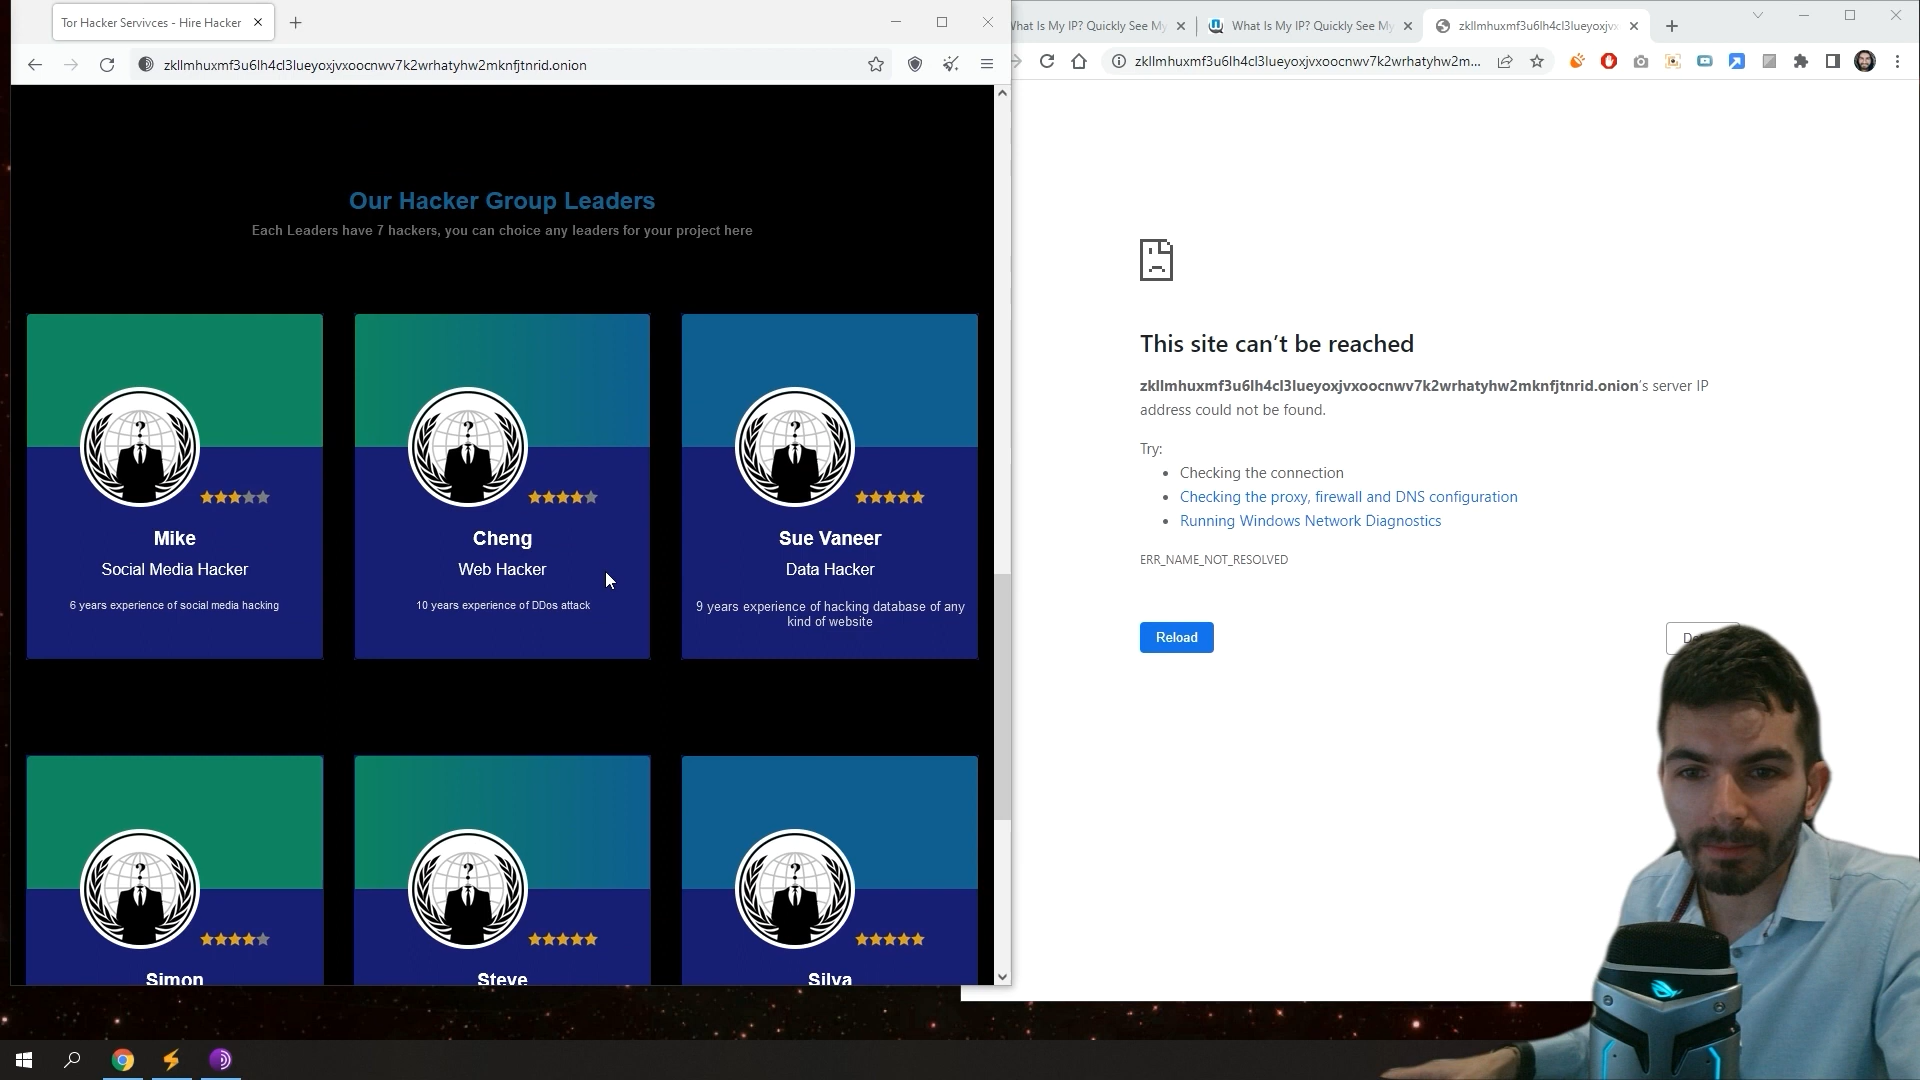 Tor Hacker Servivces - Hire Hacker
zkllmhuxmf3u6lh4cl3lueyoxjvxoocnwv7k2wrhatyhw2mknfjtnrid.onion
Our Hacker Group Leaders
Each Leaders have 7 hackers, you can choice any leaders for your project here
Mike
Social Media Hacker
6 years experience of social media hacking
Cheng
Web Hacker
10 years experience of DDos attack
Sue Vaneer
Data Hacker
9 years experience of hacking database of any
kind of website
Simon
Steve
Silva
What Is My IP? Quickly See My
What Is My IP? Quickly See My
zkllmhuxmf3u6lh4cl3lueyoxjvx
zkllmhuxmf3u6lh4cl3lueyoxjvxoocnwv7k2wrhatyhw2m...
This site can’t be reached
zkllmhuxmf3u6lh4cl3lueyoxjvxoocnwv7k2wrhatyhw2mknfjtnrid.onion's server IP
address could not be found.
Try:
• Checking the connection
• Checking the proxy, firewall and DNS configuration
• Running Windows Network Diagnostics
ERR_NAME_NOT_RESOLVED
Reload